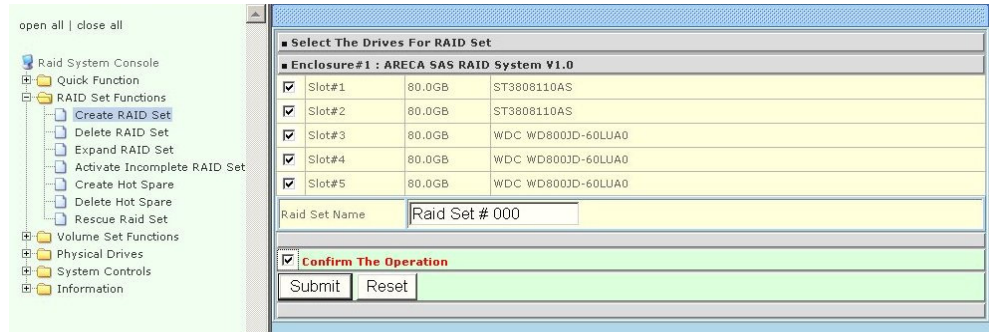 open all | close all
Raid System Console
Quick Function
RAID Set Functions
Create RAID Set
Delete RAID Set
Expand RAID Set
Activate Incomplete RAID Set
Create Hot Spare
Delete Hot Spare
Rescue Raid Set
Volume Set Functions
Physical Drives
System Controls
Information
Select The Drives For RAID Set
Enclosure#1 : ARECA SAS RAID System V1.0
Slot#1 80.0GB ST3808110AS
Slot#2 80.0GB ST3808110AS
Slot#3 80.0GB WDC WD800JD-60LUA0
Slot#4 80.0GB WDC WD800JD-60LUA0
Slot#5 80.0GB WDC WD800JD-60LUA0
Raid Set Name Raid Set # 000
Confirm The Operation
Submit Reset